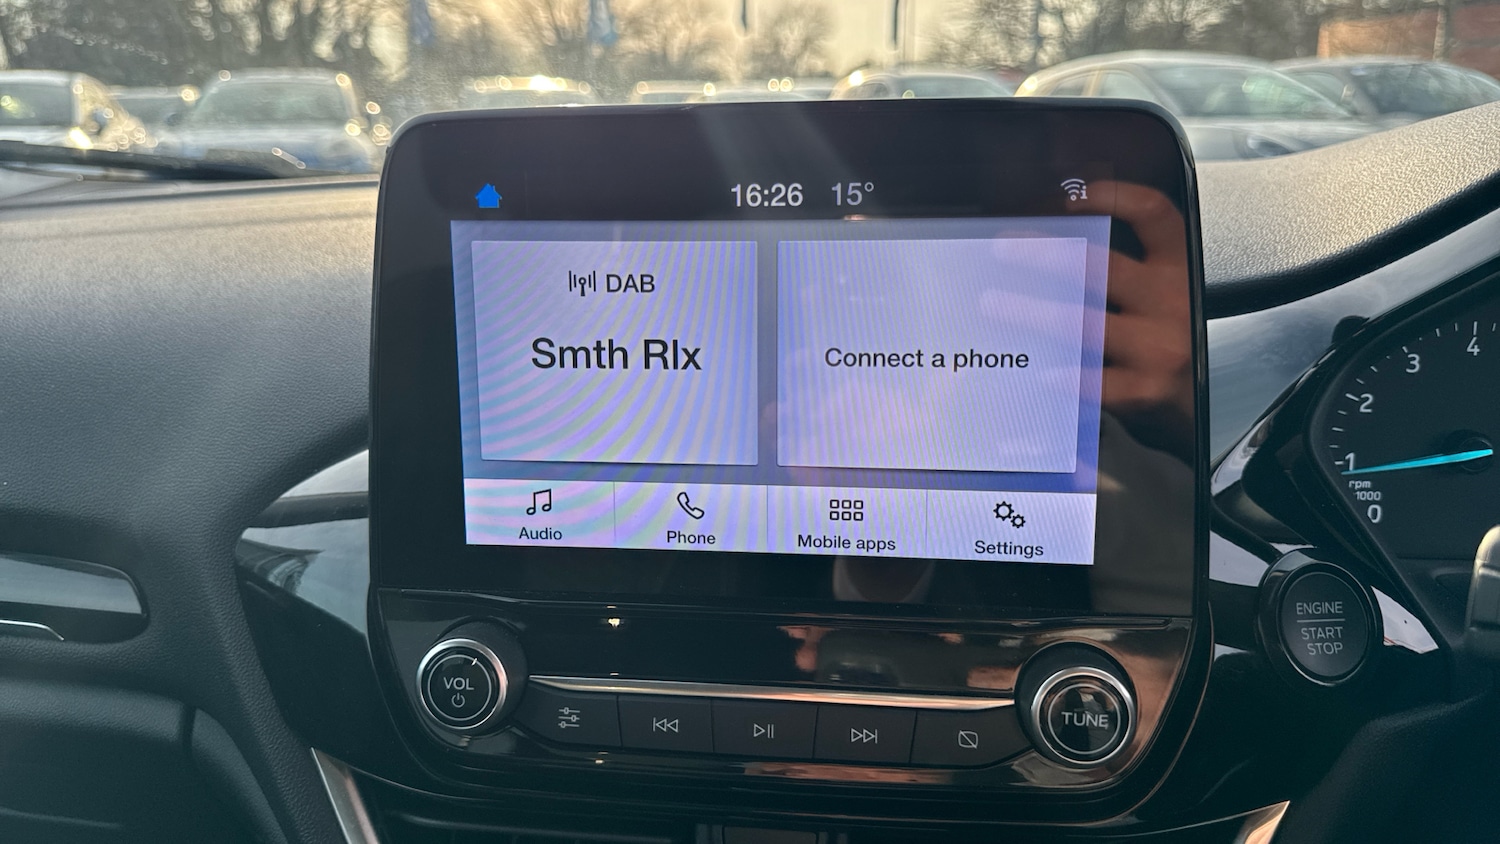 16:26 15°
DAB
Smth Rlx
Connect a phone
Audio
Phone
Mobile apps
Settings
VOL
TUNE
ENGINE
START
STOP
4
3
2
1
rpm
1000
0